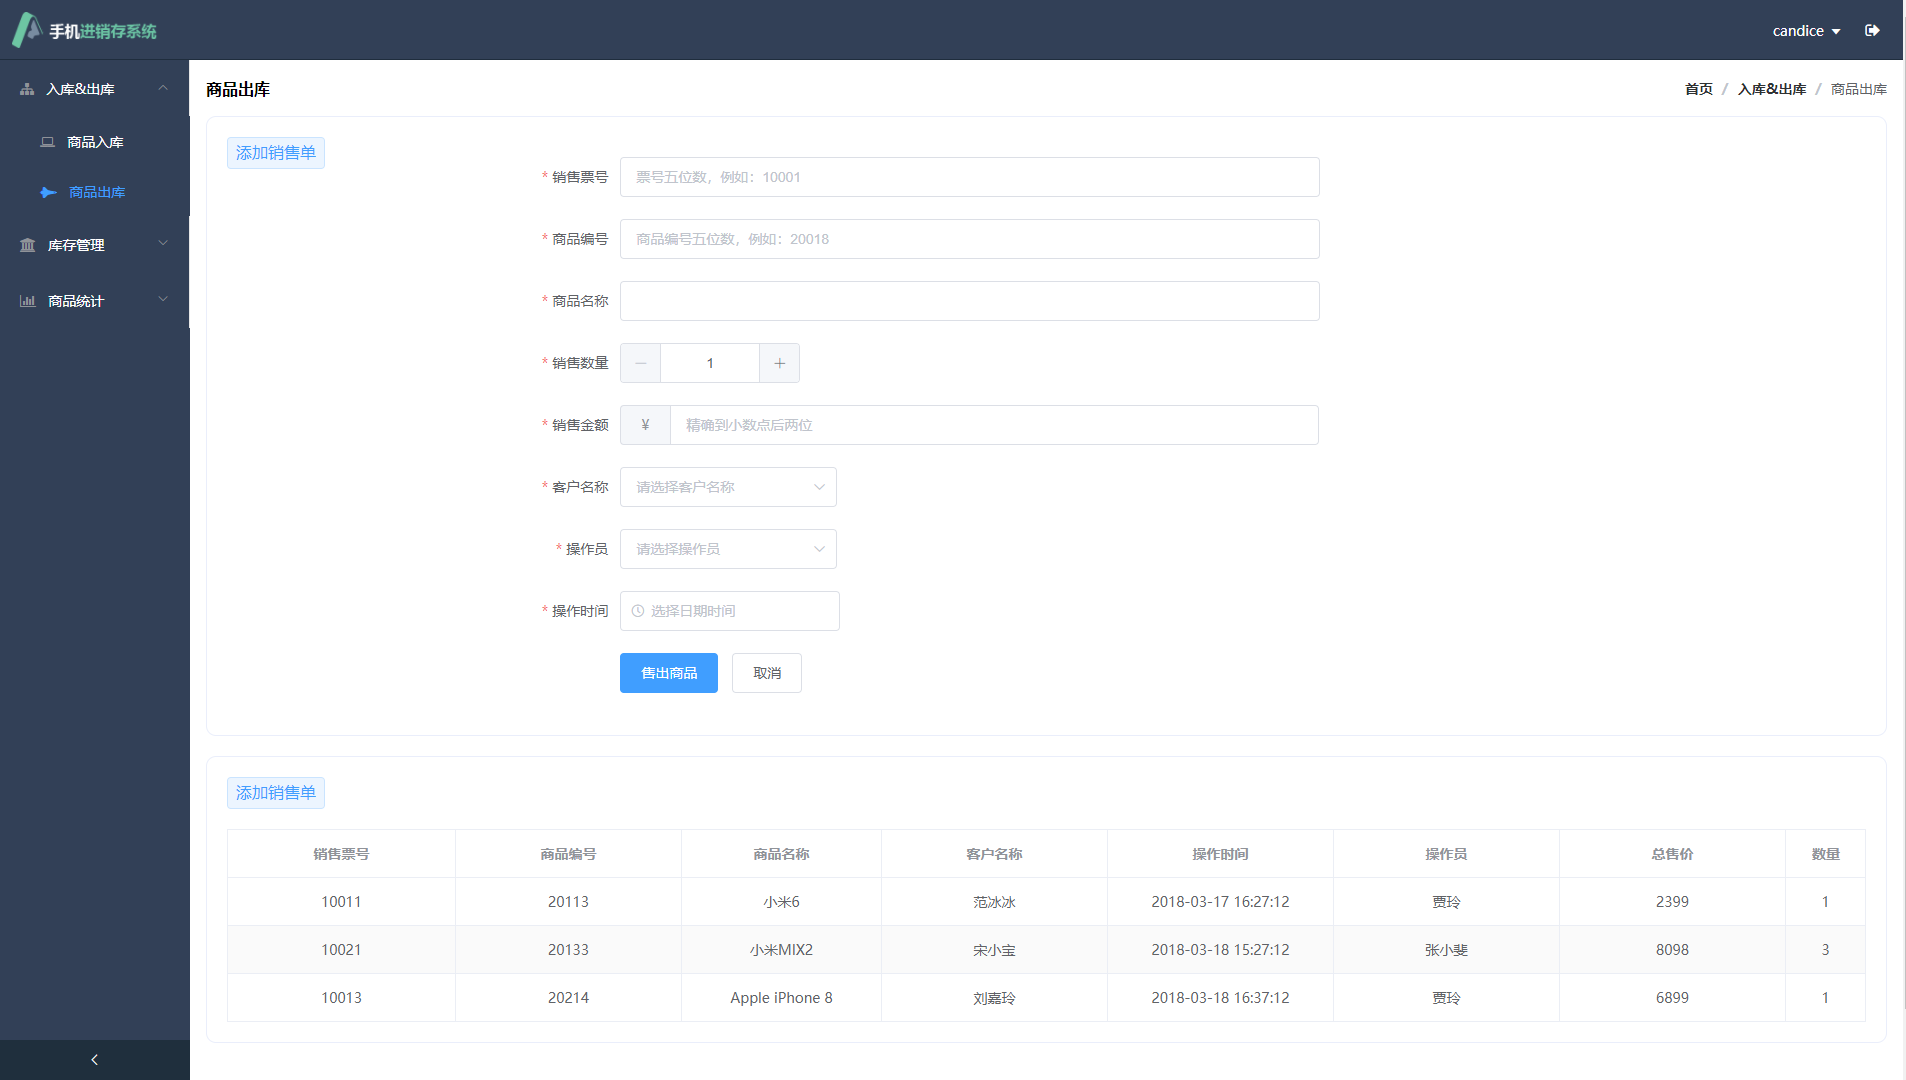 手机进销存系统
candice
入库&出库
商品入库
商品出库
库存管理
商品统计
商品出库
首页 / 入库&出库 / 商品出库
添加销售单
* 销售票号 票号五位数，例如：10001
* 商品编号 商品编号五位数，例如：20018
* 商品名称
* 销售数量 − 1 +
* 销售金额 ¥ 精确到小数点后两位
* 客户名称 请选择客户名称
* 操作员 请选择操作员
* 操作时间 选择日期时间
售出商品 取消
添加销售单
销售票号 商品编号 商品名称 客户名称 操作时间 操作员 总售价 数量
10011 20113 小米6 范冰冰 2018-03-17 16:27:12 贾玲 2399 1
10021 20133 小米MIX2 宋小宝 2018-03-18 15:27:12 张小斐 8098 3
10013 20214 Apple iPhone 8 刘嘉玲 2018-03-18 16:37:12 贾玲 6899 1